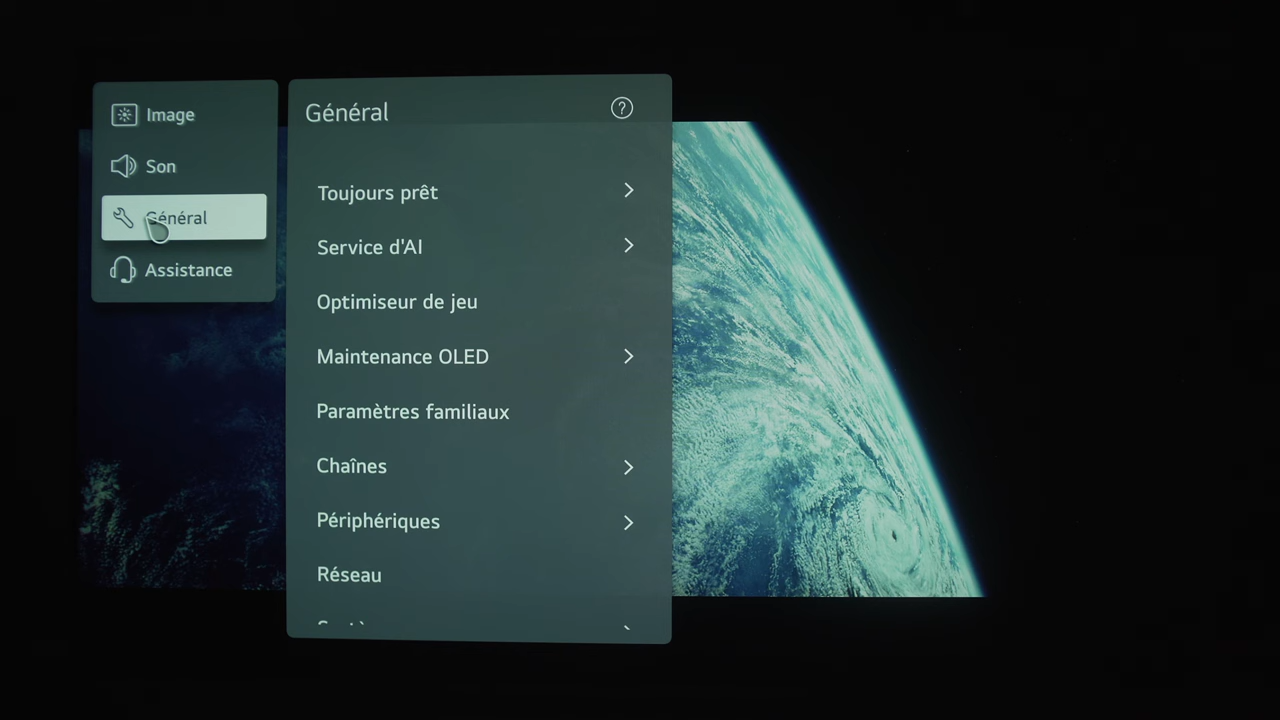 Image
Son
Général
Assistance
Général
Toujours prêt
Service d'AI
Optimiseur de jeu
Maintenance OLED
Paramètres familiaux
Chaînes
Périphériques
Réseau